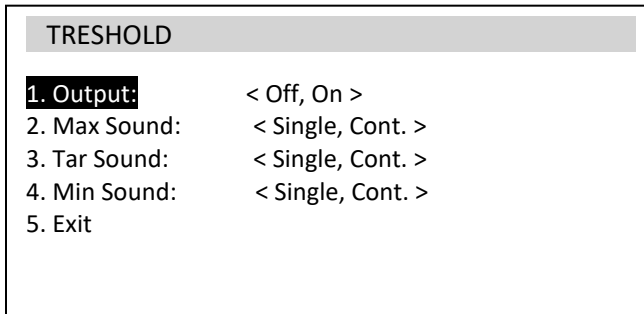 TRESHOLD
1. Output: < Off, On >
2. Max Sound: < Single, Cont. >
3. Tar Sound: < Single, Cont. >
4. Min Sound: < Single, Cont. >
5. Exit